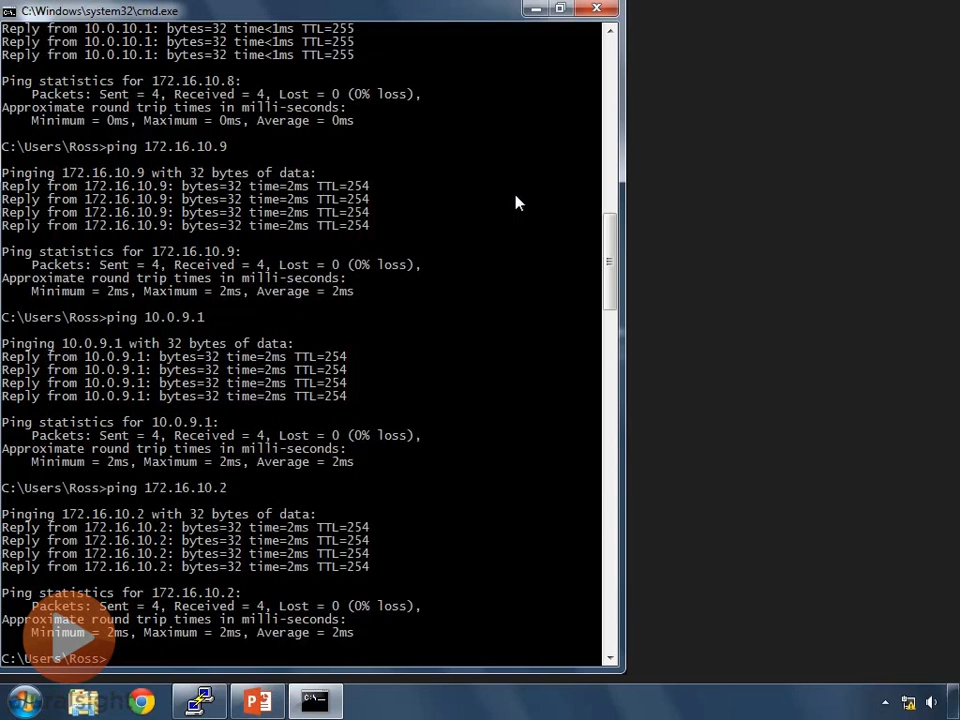 C:\Windows\system32\cmd.exe
Reply from 10.0.10.1: bytes=32 time<1ms TTL=255
Reply from 10.0.10.1: bytes=32 time<1ms TTL=255
Reply from 10.0.10.1: bytes=32 time<1ms TTL=255
Ping statistics for 172.16.10.8:
Packets: Sent = 4, Received = 4, Lost = 0 (0% loss),
Approximate round trip times in milli-seconds:
Minimum = 0ms, Maximum = 0ms, Average = 0ms
C:\Users\Ross>ping 172.16.10.9
Pinging 172.16.10.9 with 32 bytes of data:
Reply from 172.16.10.9: bytes=32 time=2ms TTL=254
Reply from 172.16.10.9: bytes=32 time=2ms TTL=254
Reply from 172.16.10.9: bytes=32 time=2ms TTL=254
Reply from 172.16.10.9: bytes=32 time=2ms TTL=254
Ping statistics for 172.16.10.9:
Packets: Sent = 4, Received = 4, Lost = 0 (0% loss),
Approximate round trip times in milli-seconds:
Minimum = 2ms, Maximum = 2ms, Average = 2ms
C:\Users\Ross>ping 10.0.9.1
Pinging 10.0.9.1 with 32 bytes of data:
Reply from 10.0.9.1: bytes=32 time=2ms TTL=254
Reply from 10.0.9.1: bytes=32 time=2ms TTL=254
Reply from 10.0.9.1: bytes=32 time=2ms TTL=254
Reply from 10.0.9.1: bytes=32 time=2ms TTL=254
Ping statistics for 10.0.9.1:
Packets: Sent = 4, Received = 4, Lost = 0 (0% loss),
Approximate round trip times in milli-seconds:
Minimum = 2ms, Maximum = 2ms, Average = 2ms
C:\Users\Ross>ping 172.16.10.2
Pinging 172.16.10.2 with 32 bytes of data:
Reply from 172.16.10.2: bytes=32 time=2ms TTL=254
Reply from 172.16.10.2: bytes=32 time=2ms TTL=254
Reply from 172.16.10.2: bytes=32 time=2ms TTL=254
Reply from 172.16.10.2: bytes=32 time=2ms TTL=254
Ping statistics for 172.16.10.2:
Packets: Sent = 4, Received = 4, Lost = 0 (0% loss),
Approximate round trip times in milli-seconds:
Minimum = 2ms, Maximum = 2ms, Average = 2ms
C:\Users\Ross>
pluralsight